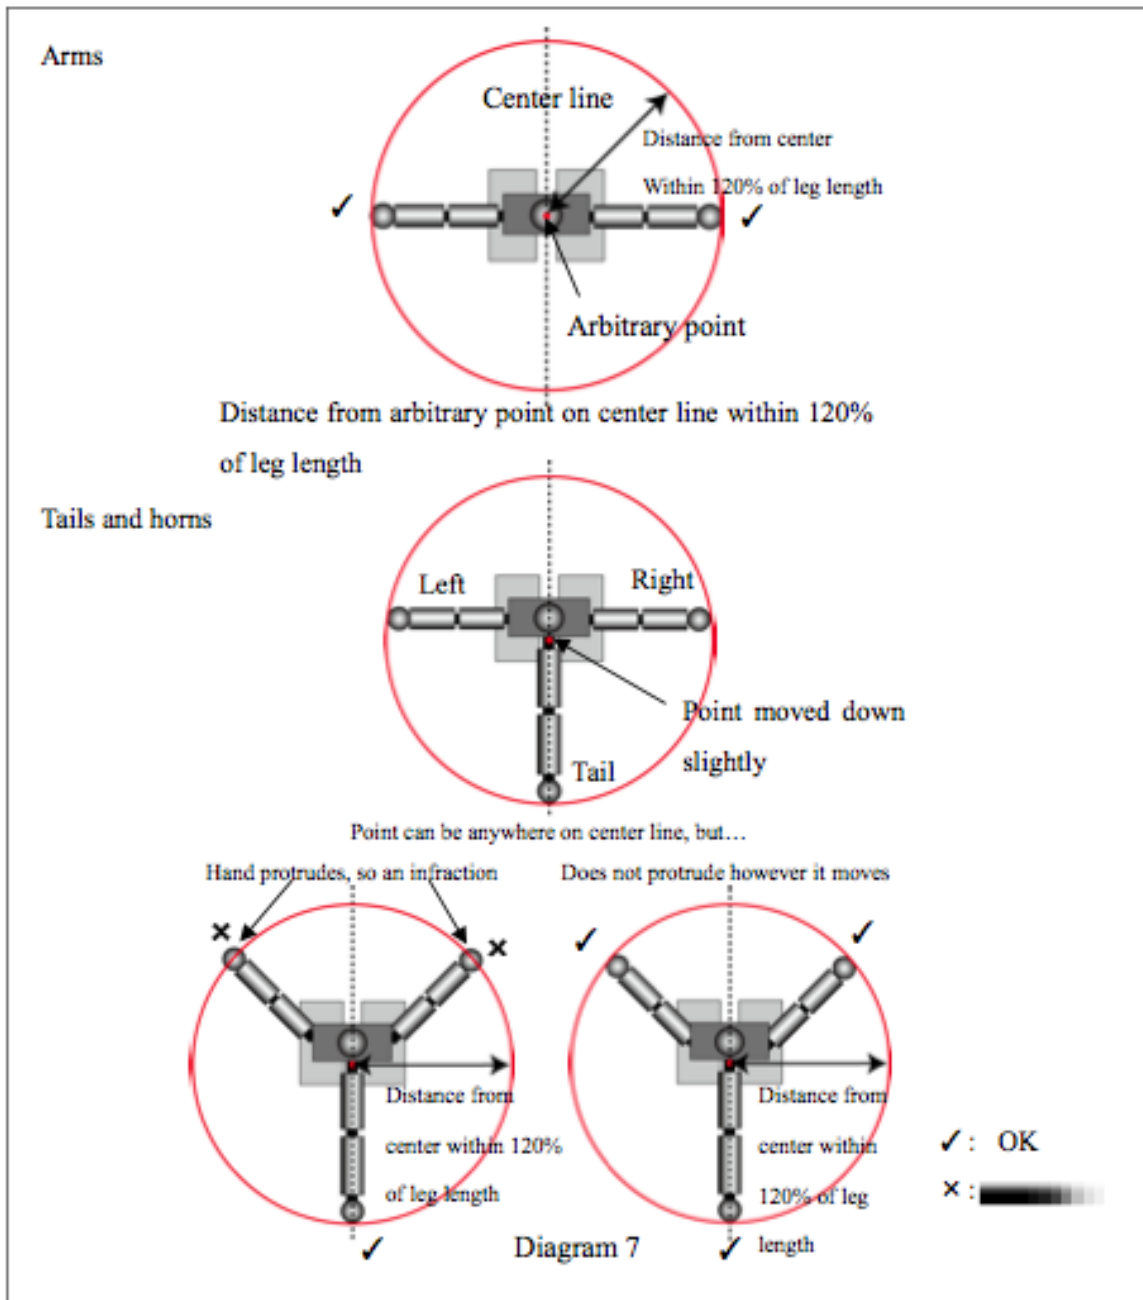 Arms
Center line
Distance from center
Within 120% of leg length
✓
✓
Arbitrary point
Distance from arbitrary point on center line within 120%
of leg length
Tails and horns
Left
Right
Point moved down
slightly
Tail
Point can be anywhere on center line, but…
Hand protrudes, so an infraction
Does not protrude however it moves
×
×
✓
✓
Distance from
center within 120%
of leg length
Distance from
center within
120% of leg
length
✓
✓
✓: OK
×:
Diagram 7